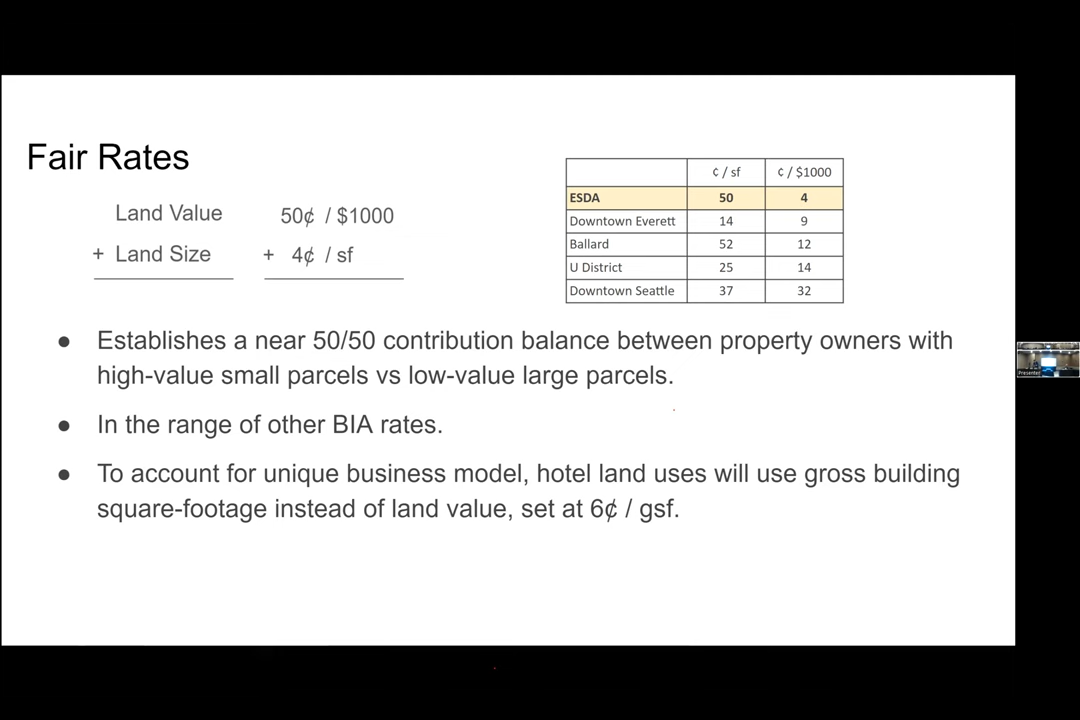 Fair Rates
Land Value 50¢ / $1000
+ Land Size + 4¢ / sf
¢ / sf ¢ / $1000
ESDA 50 4
Downtown Everett 14 9
Ballard 52 12
U District 25 14
Downtown Seattle 37 32
● Establishes a near 50/50 contribution balance between property owners with
high-value small parcels vs low-value large parcels.
● In the range of other BIA rates.
● To account for unique business model, hotel land uses will use gross building
square-footage instead of land value, set at 6¢ / gsf.
Presenter